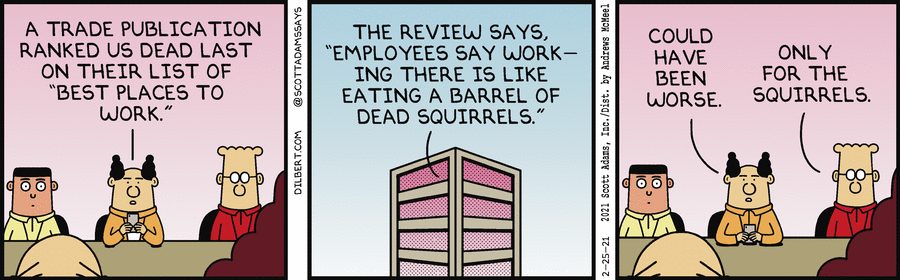 A TRADE PUBLICATION
RANKED US DEAD LAST
ON THEIR LIST OF
"BEST PLACES TO
WORK."
DILBERT.COM @SCOTTADAMSSAYS
THE REVIEW SAYS,
"EMPLOYEES SAY WORK—
ING THERE IS LIKE
EATING A BARREL OF
DEAD SQUIRRELS."
2-25-21 2021 Scott Adams, Inc./Dist. by Andrews McMeel
COULD
HAVE
BEEN
WORSE.
ONLY
FOR THE
SQUIRRELS.